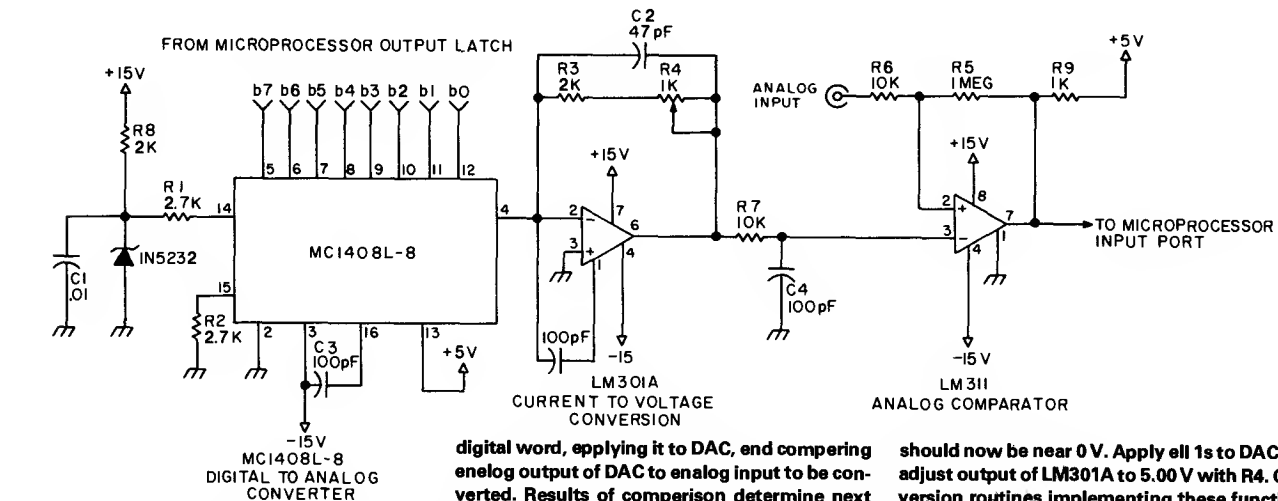 FROM MICROPROCESSOR OUTPUT LATCH
+15V
R8
2K
b7 b6 b5 b4 b3 b2 b1 b0
5 6 7 8 9 10 11 12
R1
2.7K
14
C1
.01
IN5232
MC1408L-8
4
15
R2
2.7K
2
3
16
13
C3
100pF
+5V
-15V
MC1408L-8
DIGITAL TO ANALOG
CONVERTER
C2
47pF
R3
2K
R4
1K
+15V
2
-
3
+
7
6
4
1
100pF
-15
LM301A
CURRENT TO VOLTAGE
CONVERSION
R7
10K
C4
100pF
ANALOG
INPUT
R6
10K
R5
1MEG
R9
1K
+5V
+15V
8
2
+
3
-
7
1
4
-15V
TO MICROPROCESSOR
INPUT PORT
LM311
ANALOG COMPARATOR
digital word, epplying it to DAC, end compering
enelog output of DAC to enalog input to be con-
verted. Results of comperison determine next
should now be near 0 V. Apply ell 1s to DAC
adjust output of LM301A to 5.00 V with R4.
version routines implementing these funct